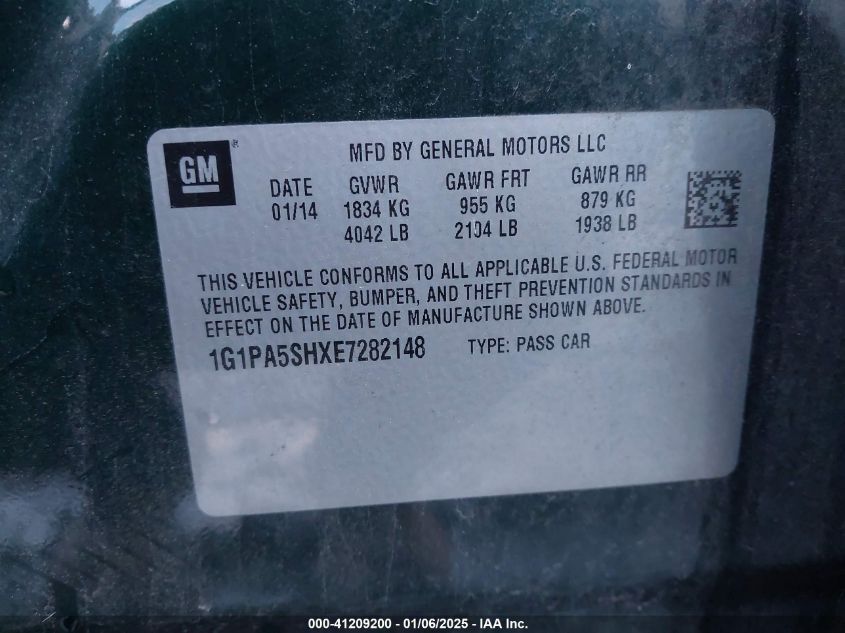 GM
®
MFD BY GENERAL MOTORS LLC
DATE GVWR GAWR FRT GAWR RR
01/14 1834 KG 955 KG 879 KG
4042 LB 2104 LB 1938 LB
THIS VEHICLE CONFORMS TO ALL APPLICABLE U.S. FEDERAL MOTOR
VEHICLE SAFETY, BUMPER, AND THEFT PREVENTION STANDARDS IN
EFFECT ON THE DATE OF MANUFACTURE SHOWN ABOVE.
1G1PA5SHXE7282148 TYPE: PASS CAR
000-41209200 - 01/06/2025 - © IAA Inc.